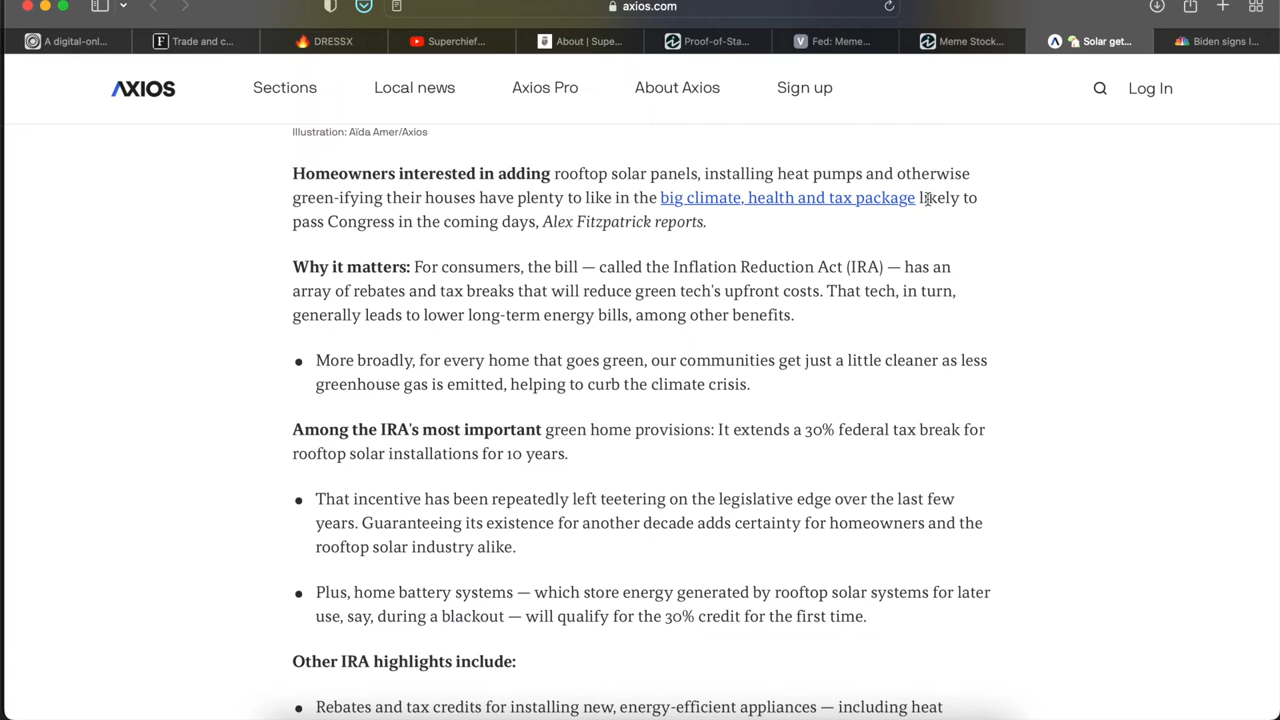 axios.com
A digital-onl...
Trade and c...
DRESSX
Superchief...
About | Supe...
Proof-of-Sta...
Fed: Meme...
Meme Stock...
Solar get...
Biden signs I...
AXIOS
Sections
Local news
Axios Pro
About Axios
Sign up
Log In
Illustration: Aïda Amer/Axios
Homeowners interested in adding rooftop solar panels, installing heat pumps and otherwise
green-ifying their houses have plenty to like in the big climate, health and tax package likely to
pass Congress in the coming days, Alex Fitzpatrick reports.
Why it matters: For consumers, the bill — called the Inflation Reduction Act (IRA) — has an
array of rebates and tax breaks that will reduce green tech's upfront costs. That tech, in turn,
generally leads to lower long-term energy bills, among other benefits.
• More broadly, for every home that goes green, our communities get just a little cleaner as less
greenhouse gas is emitted, helping to curb the climate crisis.
Among the IRA's most important green home provisions: It extends a 30% federal tax break for
rooftop solar installations for 10 years.
• That incentive has been repeatedly left teetering on the legislative edge over the last few
years. Guaranteeing its existence for another decade adds certainty for homeowners and the
rooftop solar industry alike.
• Plus, home battery systems — which store energy generated by rooftop solar systems for later
use, say, during a blackout — will qualify for the 30% credit for the first time.
Other IRA highlights include:
• Rebates and tax credits for installing new, energy-efficient appliances — including heat